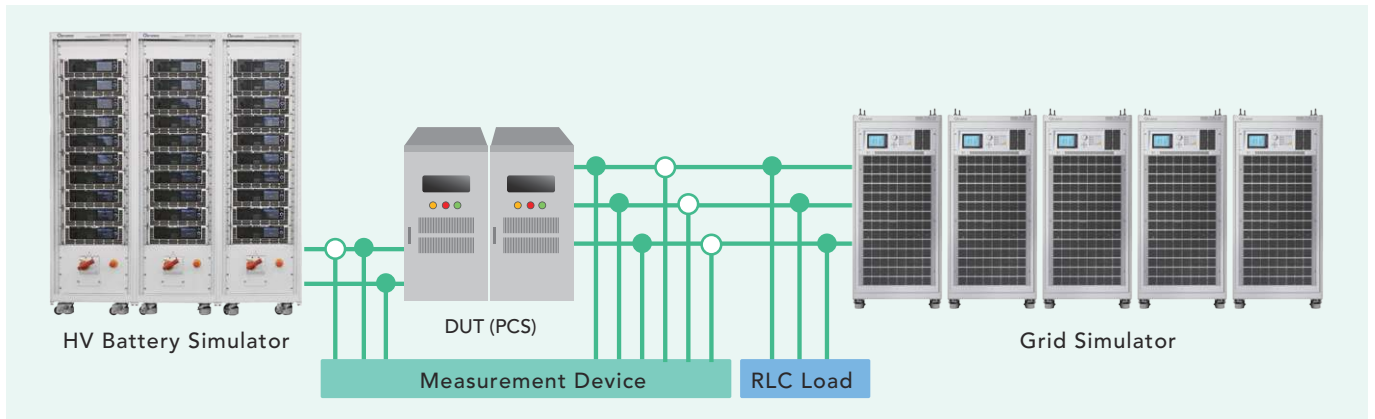 HV Battery Simulator
DUT (PCS)
Measurement Device
RLC Load
Grid Simulator